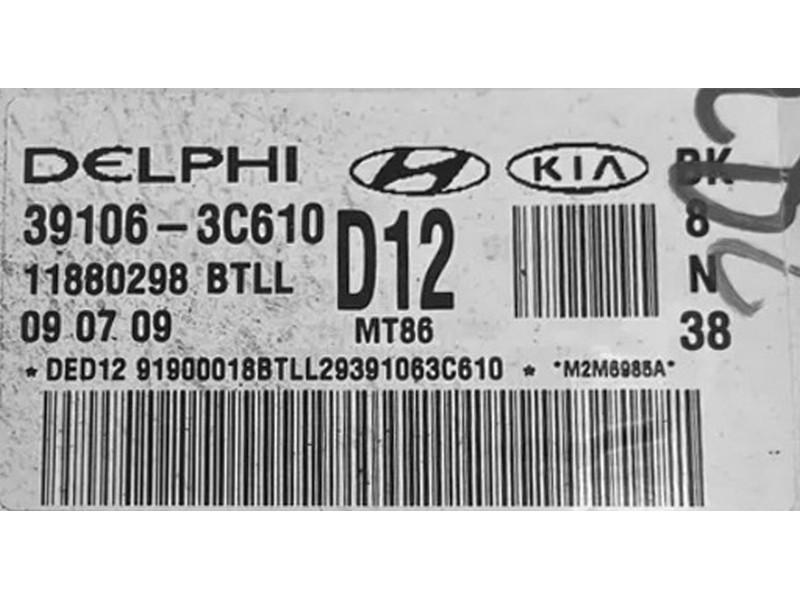 DELPHI KIA BK
39106-3C610 D12 8
11880298 BTLL N
09 07 09 MT86 38
* DED12 91900018BTLL29391063C610 * *M2M6985A*